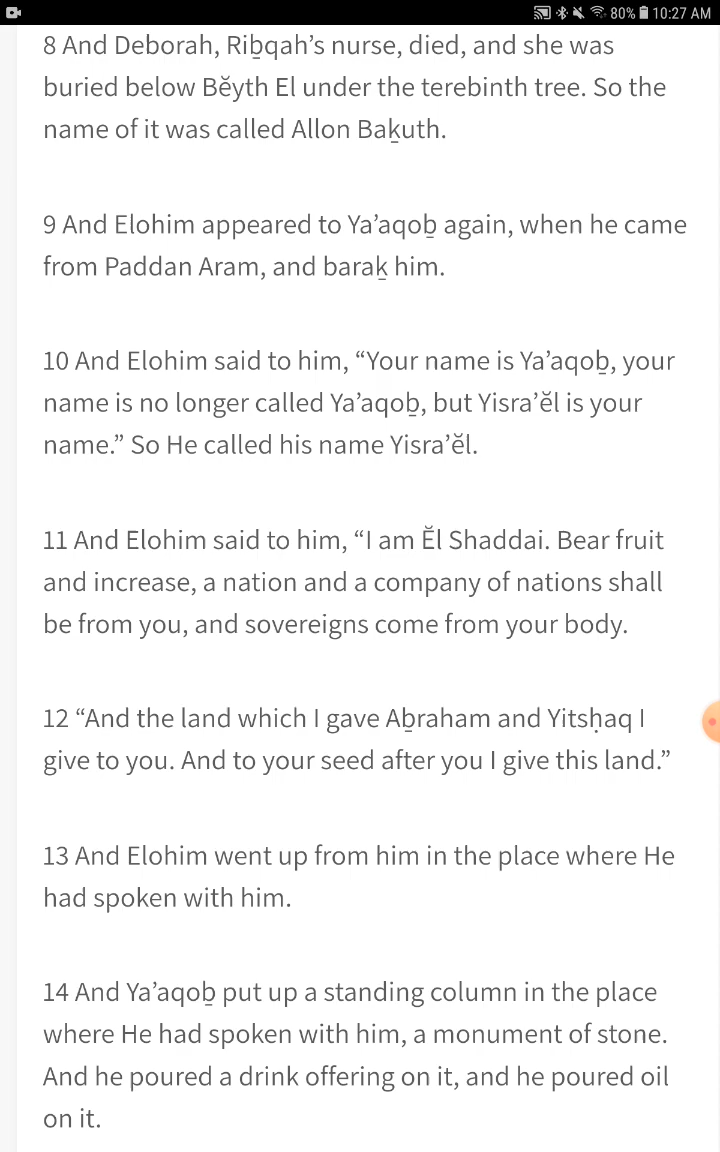 80% 10:27 AM
8 And Deborah, Riḇqah’s nurse, died, and she was
buried below Bĕyth El under the terebinth tree. So the
name of it was called Allon Baḵuth.
9 And Elohim appeared to Ya’aqoḇ again, when he came
from Paddan Aram, and baraḵ him.
10 And Elohim said to him, “Your name is Ya’aqoḇ, your
name is no longer called Ya’aqoḇ, but Yisra’ĕl is your
name.” So He called his name Yisra’ĕl.
11 And Elohim said to him, “I am Ĕl Shaddai. Bear fruit
and increase, a nation and a company of nations shall
be from you, and sovereigns come from your body.
12 “And the land which I gave Aḇraham and Yitsḥaq I
give to you. And to your seed after you I give this land.”
13 And Elohim went up from him in the place where He
had spoken with him.
14 And Ya’aqoḇ put up a standing column in the place
where He had spoken with him, a monument of stone.
And he poured a drink offering on it, and he poured oil
on it.